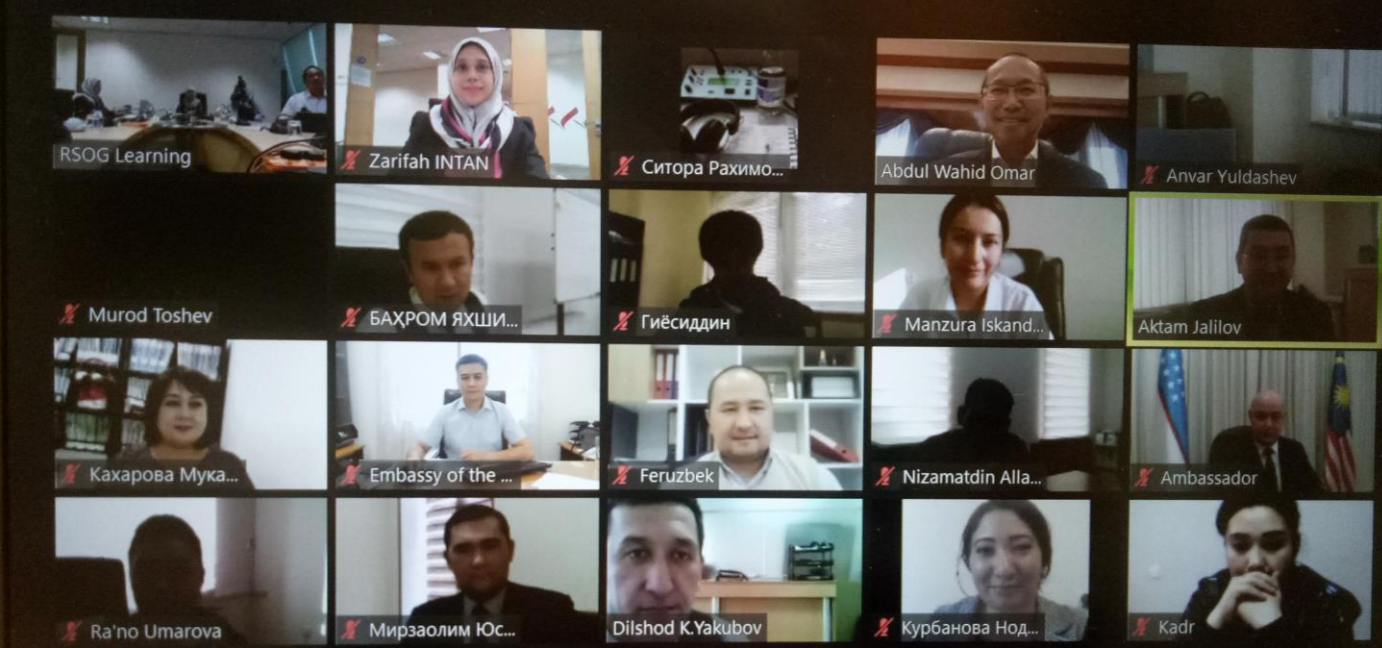 RSOG Learning
Zarifah INTAN
Ситора Рахимо...
Abdul Wahid Omar
Anvar Yuldashev
Murod Toshev
БАҲРОМ ЯХШИ...
Гиёсиддин
Manzura Iskand...
Aktam Jalilov
Кахарова Мука...
Embassy of the ...
Feruzbek
Nizamatdin Alla...
Ambassador
Ra'no Umarova
Мирзаолим Юс...
Dilshod K.Yakubov
Курбанова Нод...
Kadr